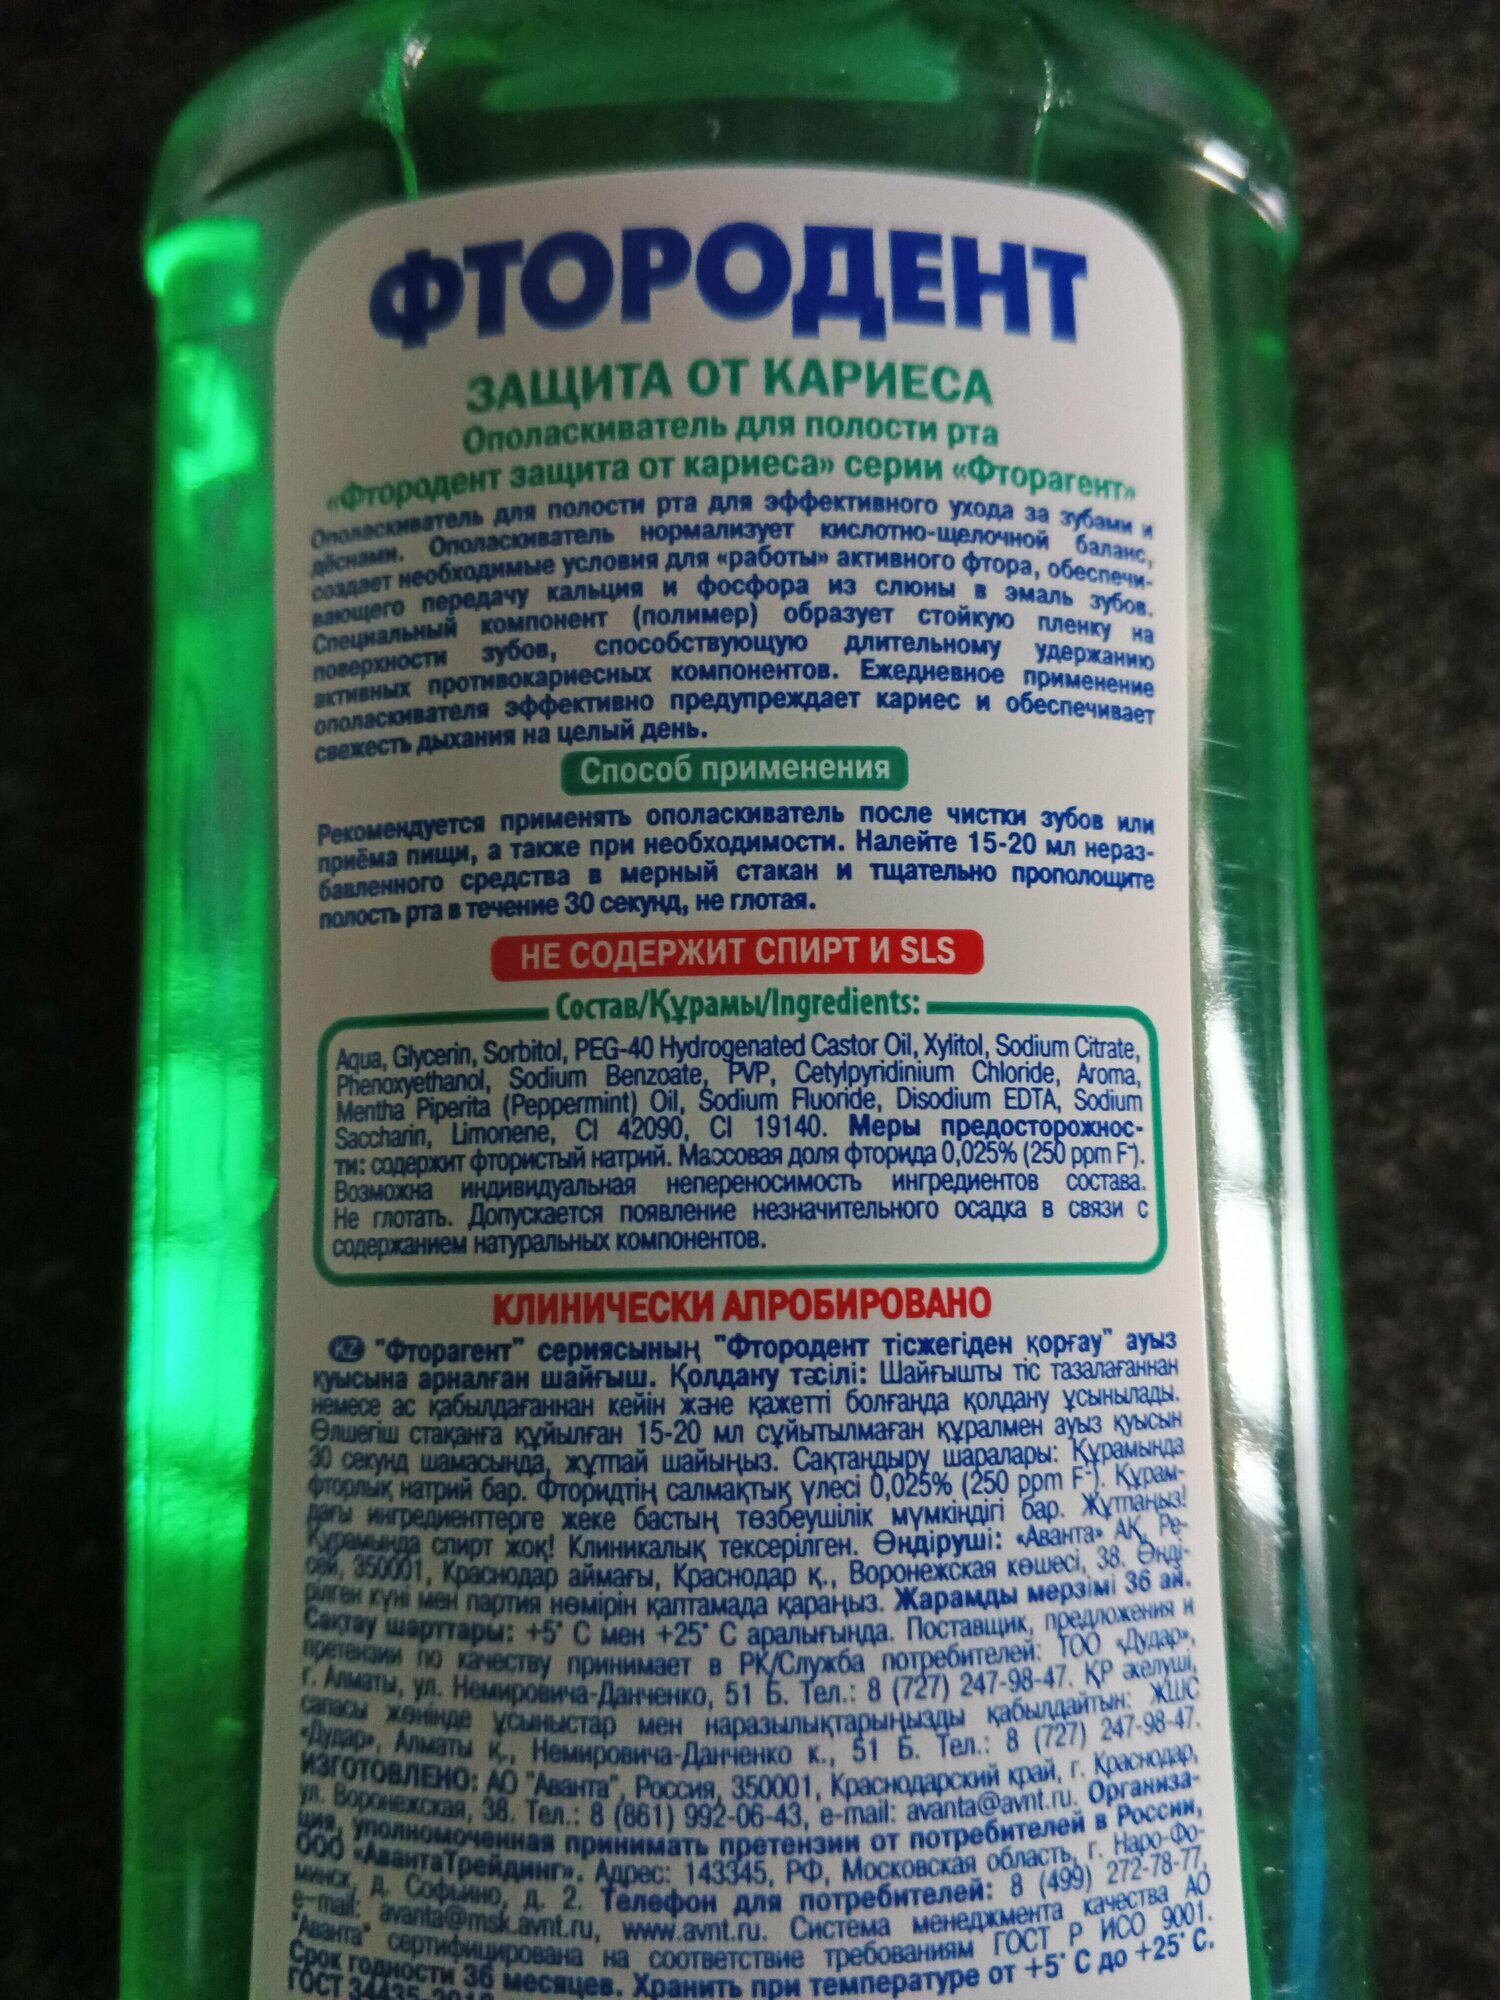 ФТОРОДЕНТ
ЗАЩИТА ОТ КАРИЕСА
Ополаскиватель для полости рта
«Фтородент защита от кариеса» серии «Фторагент»
Ополаскиватель для полости рта для эффективного ухода за зубами и
дёснами. Ополаскиватель нормализует кислотно-щелочной баланс,
создает необходимые условия для «работы» активного фтора, обеспечи-
вающего передачу кальция и фосфора из слюны в эмаль зубов.
Специальный компонент (полимер) образует стойкую пленку на
поверхности зубов, способствующую длительному удержанию
активных противокариесных компонентов. Ежедневное применение
ополаскивателя эффективно предупреждает кариес и обеспечивает
свежесть дыхания на целый день.
Способ применения
Рекомендуется применять ополаскиватель после чистки зубов или
приёма пищи, а также при необходимости. Налейте 15-20 мл нераз-
бавленного средства в мерный стакан и тщательно прополощите
полость рта в течение 30 секунд, не глотая.
НЕ СОДЕРЖИТ СПИРТ И SLS
Состав/Құрамы/Ingredients:
Aqua, Glycerin, Sorbitol, PEG-40 Hydrogenated Castor Oil, Xylitol, Sodium Citrate,
Phenoxyethanol, Sodium Benzoate, PVP, Cetylpyridinium Chloride, Aroma,
Mentha Piperita (Peppermint) Oil, Sodium Fluoride, Disodium EDTA, Sodium
Saccharin, Limonene, CI 42090, CI 19140. Меры предосторожнос-
ти: содержит фтористый натрий. Массовая доля фторида 0,025% (250 ppm F⁻).
Возможна индивидуальная непереносимость ингредиентов состава.
Не глотать. Допускается появление незначительного осадка в связи с
содержанием натуральных компонентов.
КЛИНИЧЕСКИ АПРОБИРОВАНО
KZ "Фторагент" сериясының "Фтородент тісжегіден қорғау" ауыз
қуысына арналған шайғыш. Қолдану тәсілі: Шайғышты тіс тазалағаннан
немесе ас қабылдағаннан кейін және қажетті болғанда қолдану ұсынылады.
Өлшегіш стақанға құйылған 15-20 мл сұйытылмаған құралмен ауыз қуысын
30 секунд шамасында, жұтпай шайыңыз. Сақтандыру шаралары: Құрамында
фторлық натрий бар. Фторидтің салмақтық үлесі 0,025% (250 ppm F⁻). Құрам-
дағы ингредиенттерге жеке бастың төзбеушілік мүмкіндігі бар. Жұтпаңыз!
Құрамында спирт жоқ! Клиникалық тексерілген. Өндіруші: «Аванта» АҚ, Ре-
сей, 350001, Краснодар аймағы, Краснодар қ., Воронежская көшесі, 38. Өнді-
рілген күні мен партия нөмірін қаптамада қараңыз. Жарамды мерзімі 36 ай.
Сақтау шарттары: +5° С мен +25° С аралығында. Поставщик, предложения и
претензии по качеству принимает в РК/Служба потребителей: ТОО «Дудар»,
г. Алматы, ул. Немировича-Данченко, 51 Б. Тел.: 8 (727) 247-98-47. ҚР әкелуші,
сапасы жөнінде ұсыныстар мен наразылықтарыңызды қабылдайтын: ЖШС
«Дудар», Алматы қ., Немировича-Данченко к., 51 Б. Тел.: 8 (727) 247-98-47.
ИЗГОТОВЛЕНО: АО "Аванта", Россия, 350001, Краснодарский край, г. Краснодар,
ул. Воронежская, 38. Тел.: 8 (861) 992-06-43, e-mail: avanta@avnt.ru. Организа-
ция, уполномоченная принимать претензии от потребителей в России,
ООО «АвантаТрейдинг». Адрес: 143345, РФ, Московская область, г. Наро-Фо-
минск, д. Софьино, д. 2. Телефон для потребителей: 8 (499) 272-78-77,
e-mail: avanta@msk.avnt.ru, www.avnt.ru. Система менеджмента качества АО
"Аванта" сертифицирована на соответствие требованиям ГОСТ Р ИСО 9001.
Срок годности 36 месяцев. Хранить при температуре от +5° С до +25° С.
ГОСТ